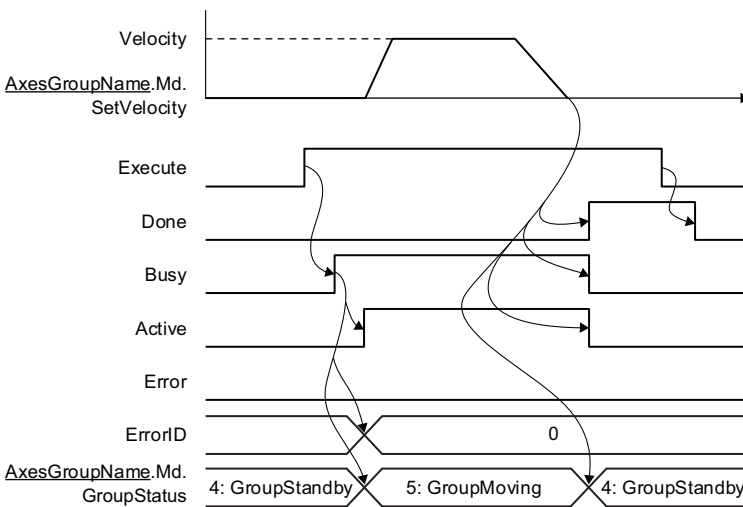 Velocity
AxesGroupName.Md.
SetVelocity
Execute
Done
Busy
Active
Error
ErrorID
0
AxesGroupName.Md.
GroupStatus
4: GroupStandby
5: GroupMoving
4: GroupStandby